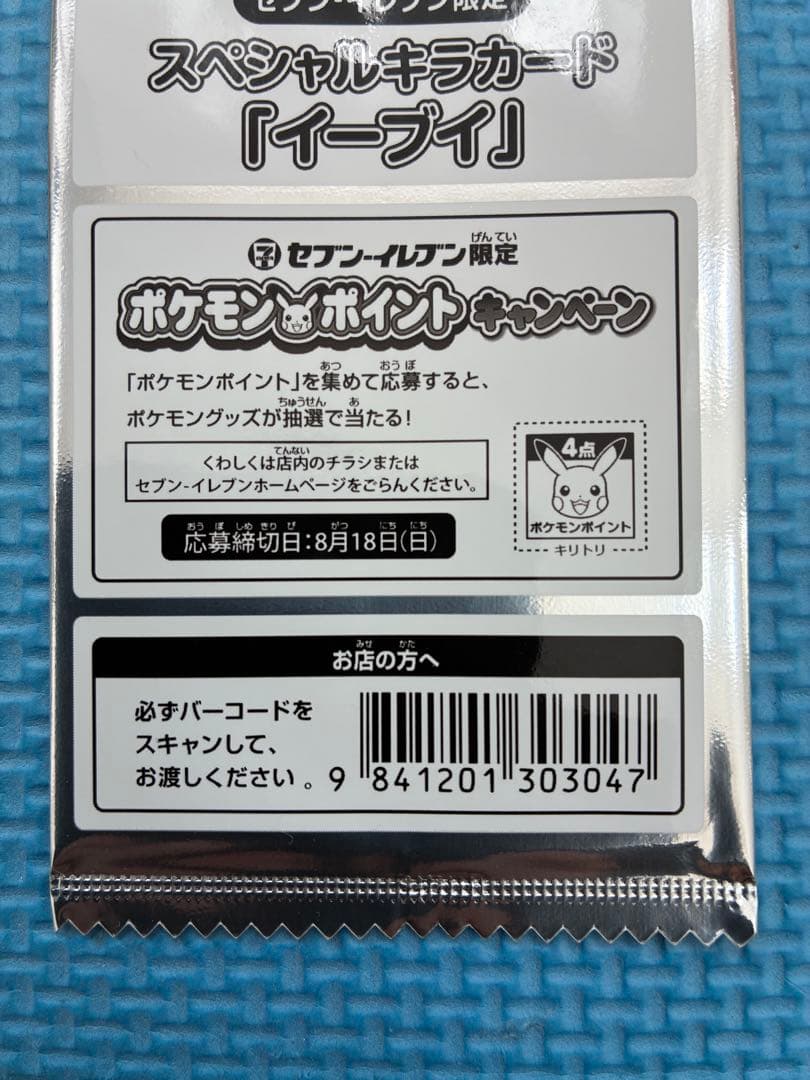 セブン-イレブン限定
スペシャルキラカード
「イーブイ」
セブン-イレブン限定
げんてい
ポケモンポイントキャンペーン
「ポケモンポイント」を集めて応募すると、
あつ おうぼ
ポケモングッズが抽選で当たる!
ちゅうせん あ
くわしくは店内のチラシまたは
てんない
セブン-イレブンホームページをごらんください。
応募締切日:8月18日(日)
おうぼしめきりび がつ にち にち
4点
ポケモンポイント
キリトリ
お店の方へ
みせ かた
必ずバーコードを
スキャンして、
お渡しください。
9 841201 303047